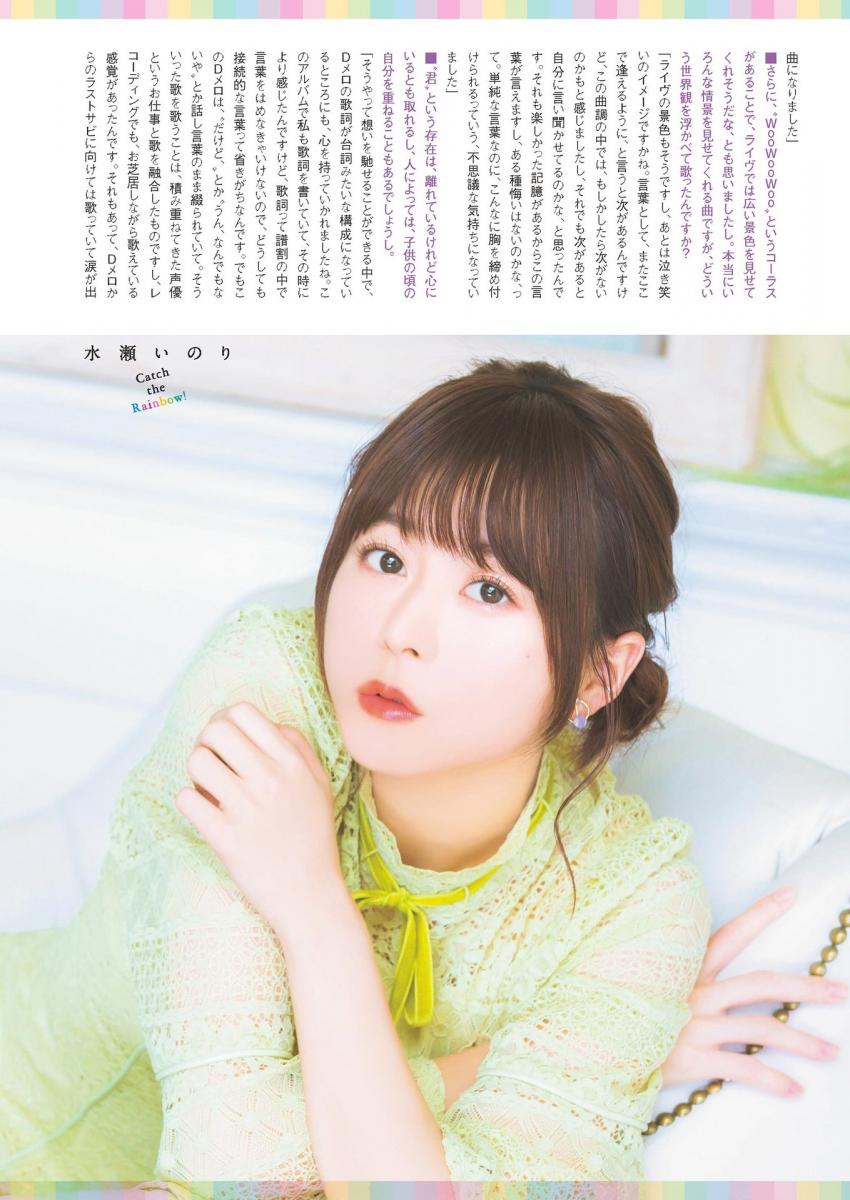 曲になりました」
■さらに、〝WooWooWoo〟というコーラス
があることで、ライヴでは広い景色を見せて
くれそうだな、とも思いましたし。本当にい
ろんな情景を見せてくれる曲ですが、どうい
う世界観を浮かべて歌ったんですか?
「ライヴの景色もそうですし、あとは泣き笑
いのイメージですかね。言葉として、またここ
で逢えるように、と言うと次があるんですけ
ど、この曲調の中では、もしかしたら次がない
のかもと感じましたし、それでも次があると
自分に言い聞かせてるのかな、と思ったんで
す。それも楽しかった記憶があるからこの言
葉が言えますし、ある種悔いはないのかな、っ
て。単純な言葉なのに、こんなに胸を締め付
けられるっていう、不思議な気持ちになってい
ました」
■〝君〟という存在は、離れているけれど心に
いるとも取れるし、人によっては、子供の頃の
自分を重ねることもあるでしょうし。
「そうやって想いを馳せることができる中で、
Dメロの歌詞が台詞みたいな構成になってい
るところにも、心を持っていかれましたね。こ
のアルバムで私も歌詞を書いていて、その時に
より感じたんですけど、歌詞って譜割の中で
言葉をはめなきゃいけないので、どうしても
接続的な言葉って省きがちなんです。でもこ
のDメロは、〝だけど〟とか〝うん、なんでもな
いや〟とか話し言葉のまま綴られていて。そう
いった歌を歌うことは、積み重ねてきた声優
というお仕事と歌を融合したものですし、レ
コーディングでも、お芝居しながら歌えている
感覚があったんです。それもあって、Dメロか
らのラストサビに向けては歌っていて涙が出
水瀬いのり
Catch
the
Rainbow!